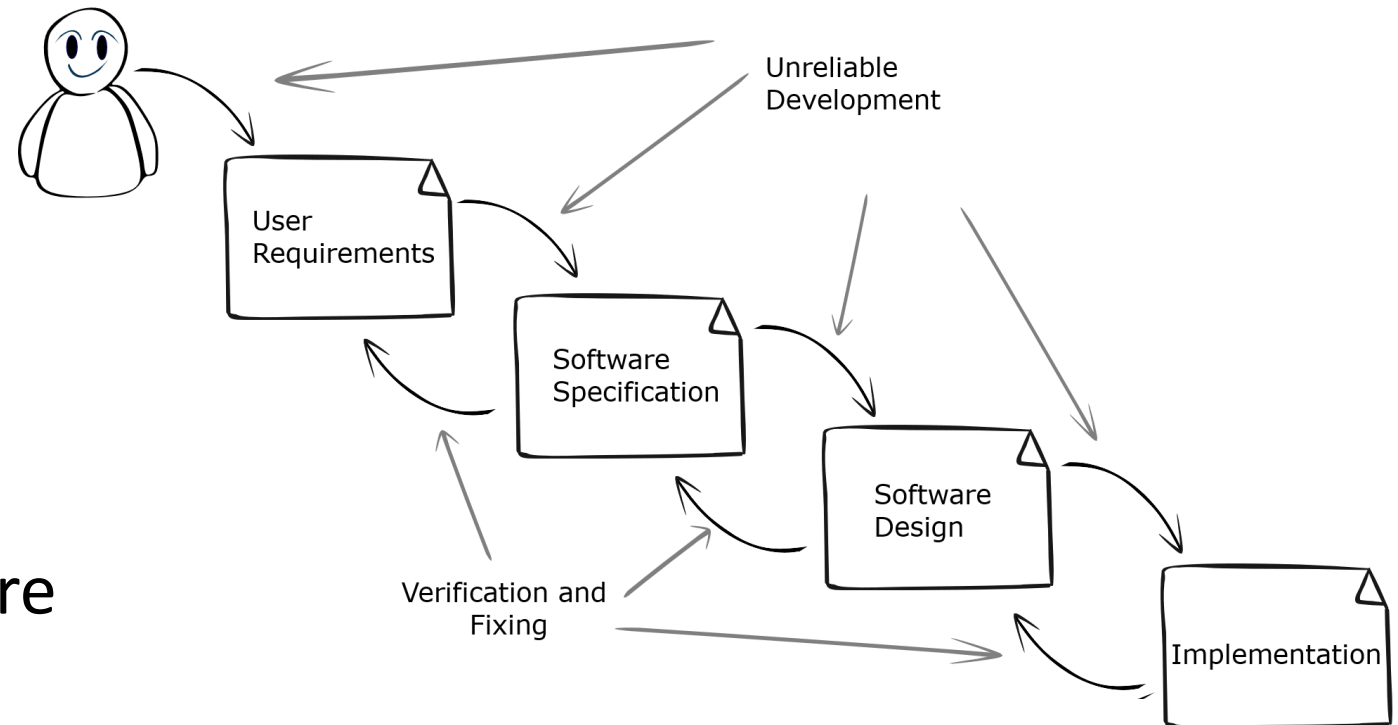 Unreliable
Development
User
Requirements
Software
Specification
Software
Design
Verification and
Fixing
re
Implementation